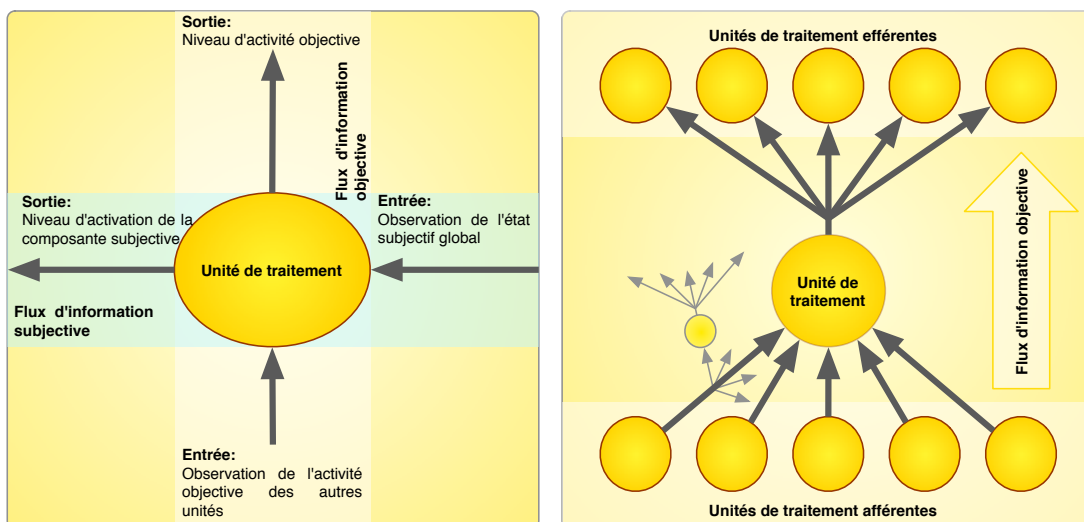 Sortie:
Niveau d'activité objective
Flux d'information
objective
Sortie:
Niveau d'activation de la
composante subjective
Entrée:
Observation de l'état
subjectif global
Unité de traitement
Flux d'information
subjective
Entrée:
Observation de l'activité
objective des autres
unités
Unités de traitement efférentes
Unité de
traitement
Flux d'information objective
Unités de traitement afférentes